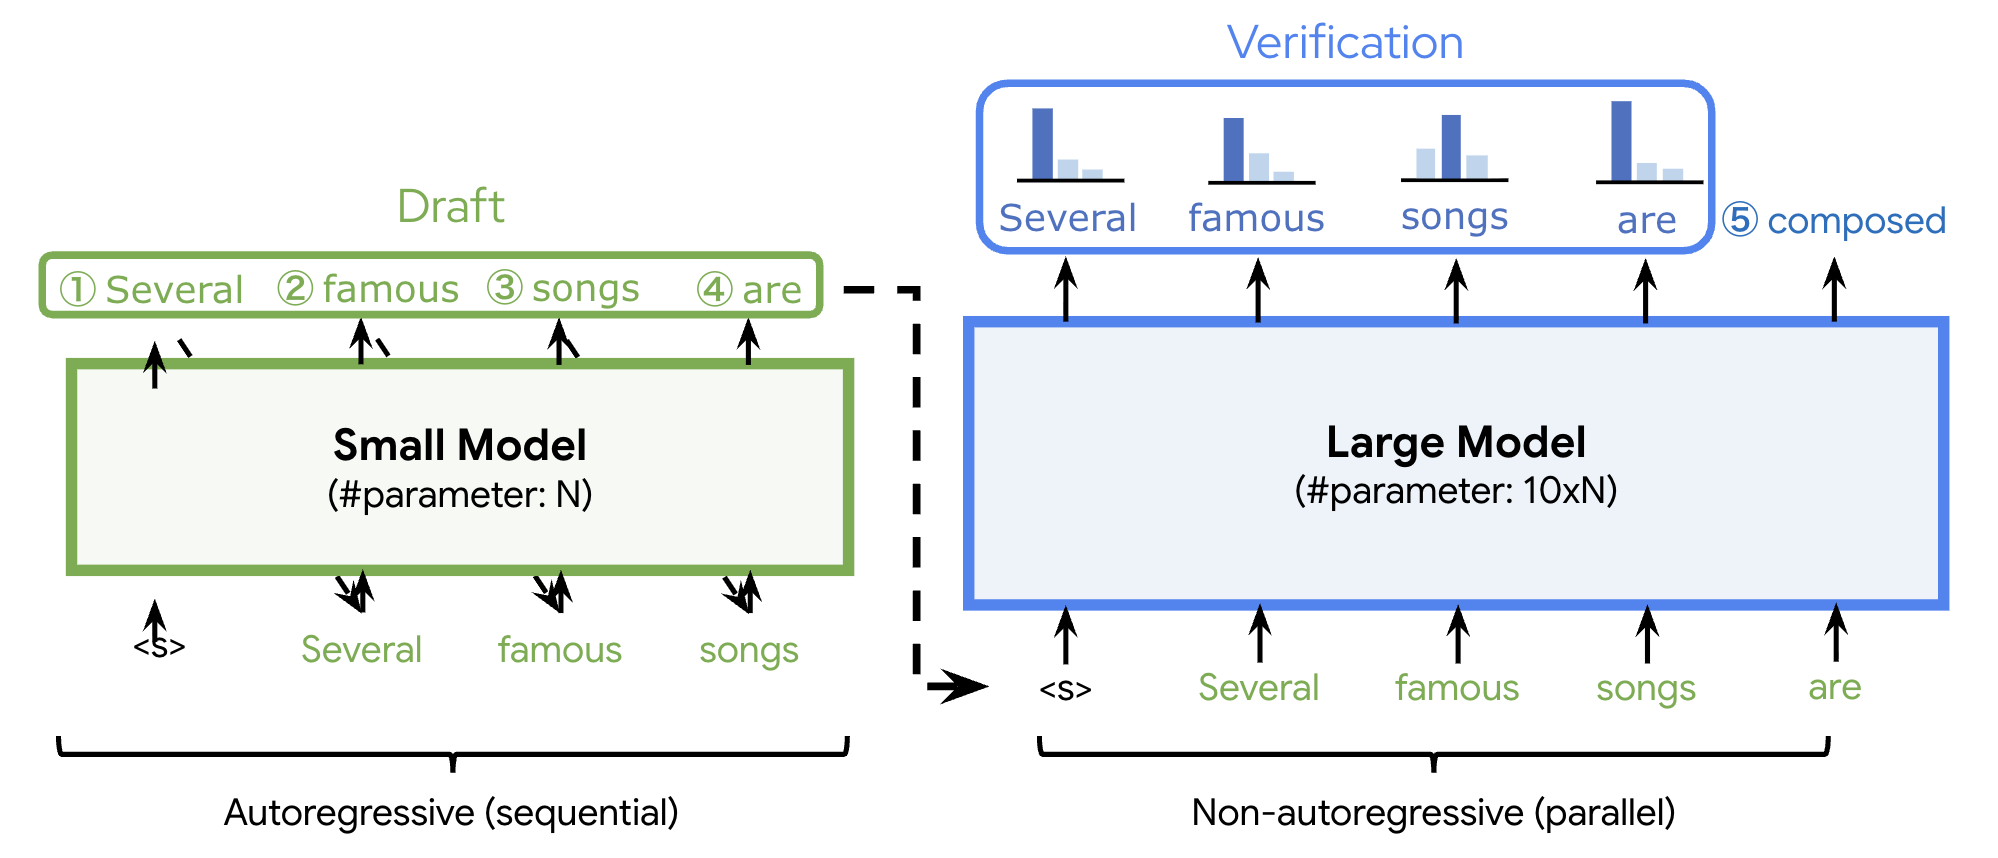 Draft
① Several ② famous ③ songs ④ are
Small Model
(#parameter: N)
<s> Several famous songs
Autoregressive (sequential)
Verification
Several famous songs are ⑤ composed
Large Model
(#parameter: 10xN)
<s> Several famous songs are
Non-autoregressive (parallel)